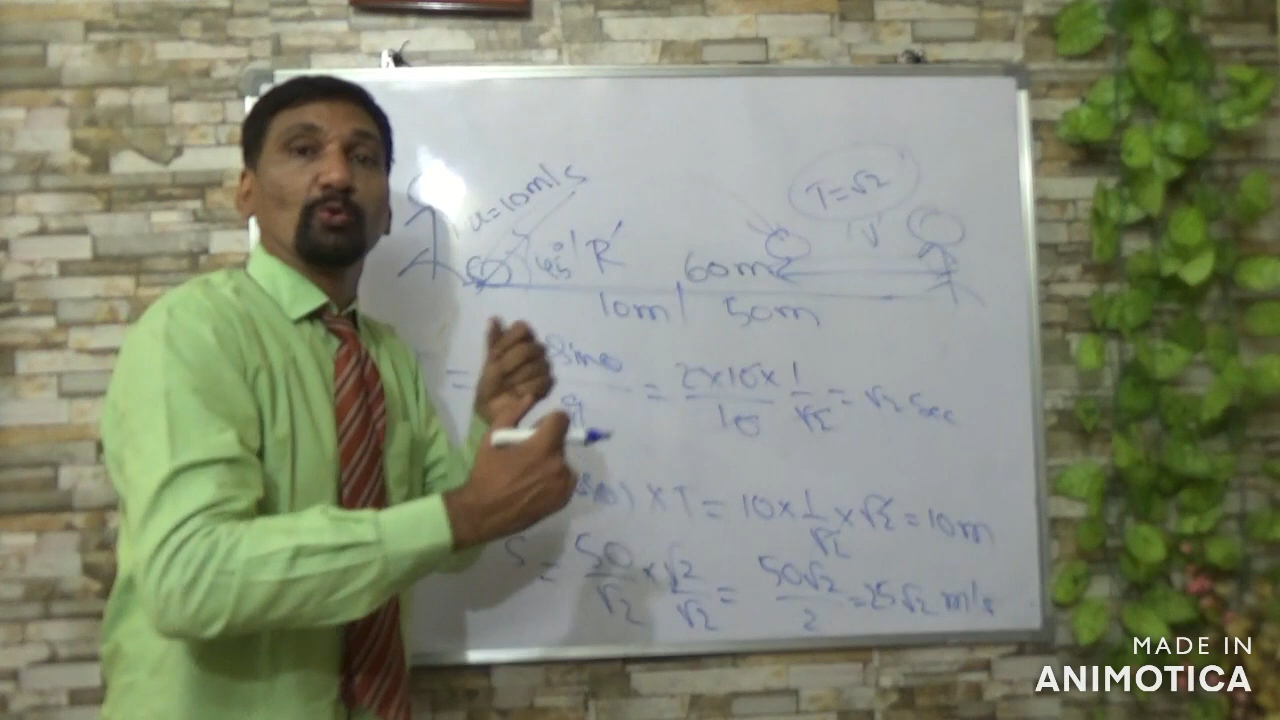 u=10m/s
T=√2
45° R
60m
10m 50m
= sinθ = 2×10×1 = √2 Sec
g 10 √2
) × T = 10×1×√2 = 10m
√2
S = 50 × √2 = 50√2 = 25√2 m/s
√2 √2 2
MADE IN
ANIMOTICA